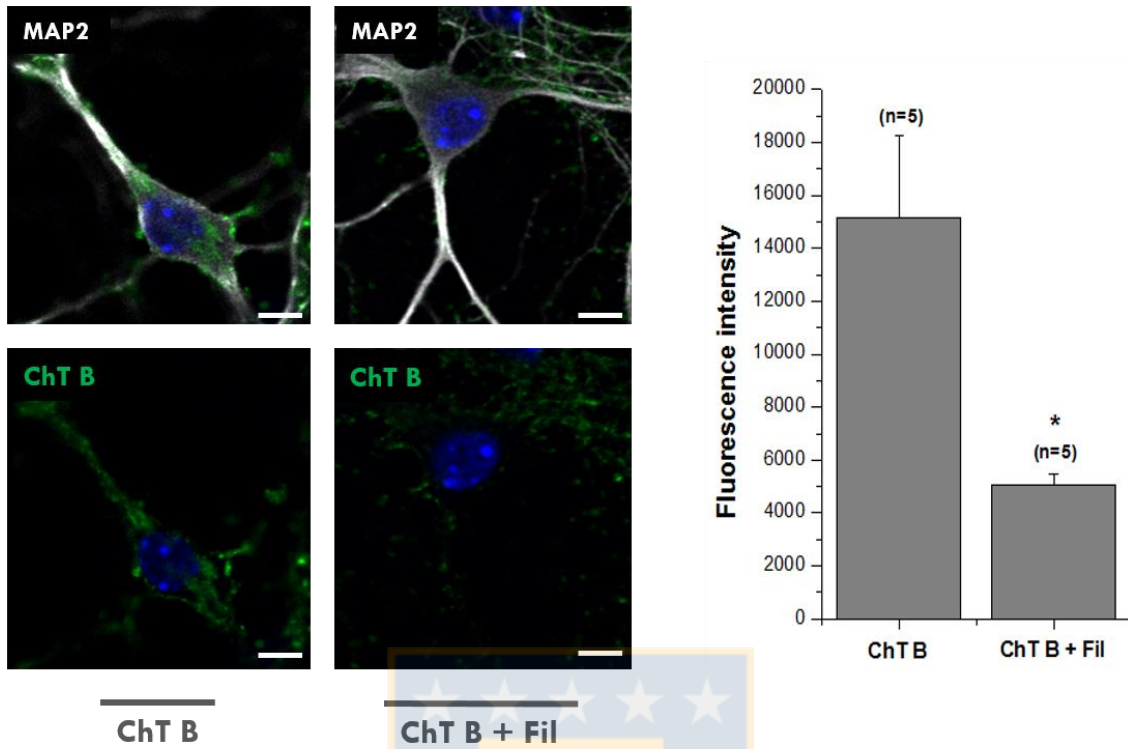 MAP2
MAP2
ChT B
ChT B
ChT B
ChT B + Fil
20000
18000
16000
14000
12000
10000
8000
6000
4000
2000
0
Fluorescence intensity
(n=5)
*
(n=5)
ChT B
ChT B + Fil